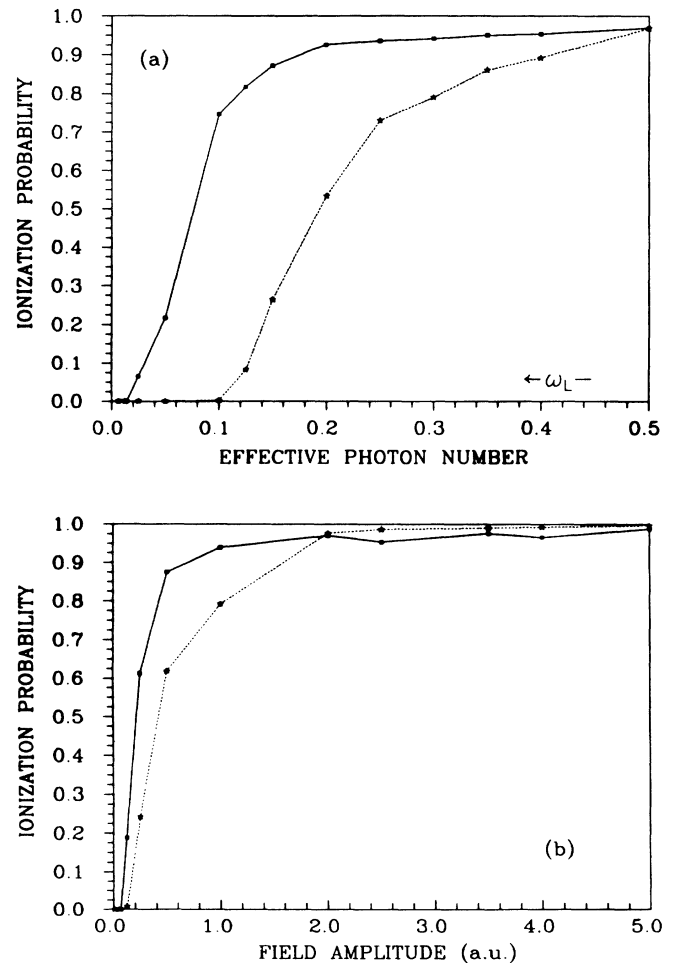 (a)
IONIZATION PROBABILITY
1.0
0.9
0.8
0.7
0.6
0.5
0.4
0.3
0.2
0.1
0.0
← ω_L —
0.0 0.1 0.2 0.3 0.4 0.5
EFFECTIVE PHOTON NUMBER
IONIZATION PROBABILITY
1.0
0.9
0.8
0.7
0.6
0.5
0.4
0.3
0.2
0.1
0.0
(b)
0.0 1.0 2.0 3.0 4.0 5.0
FIELD AMPLITUDE (a.u.)